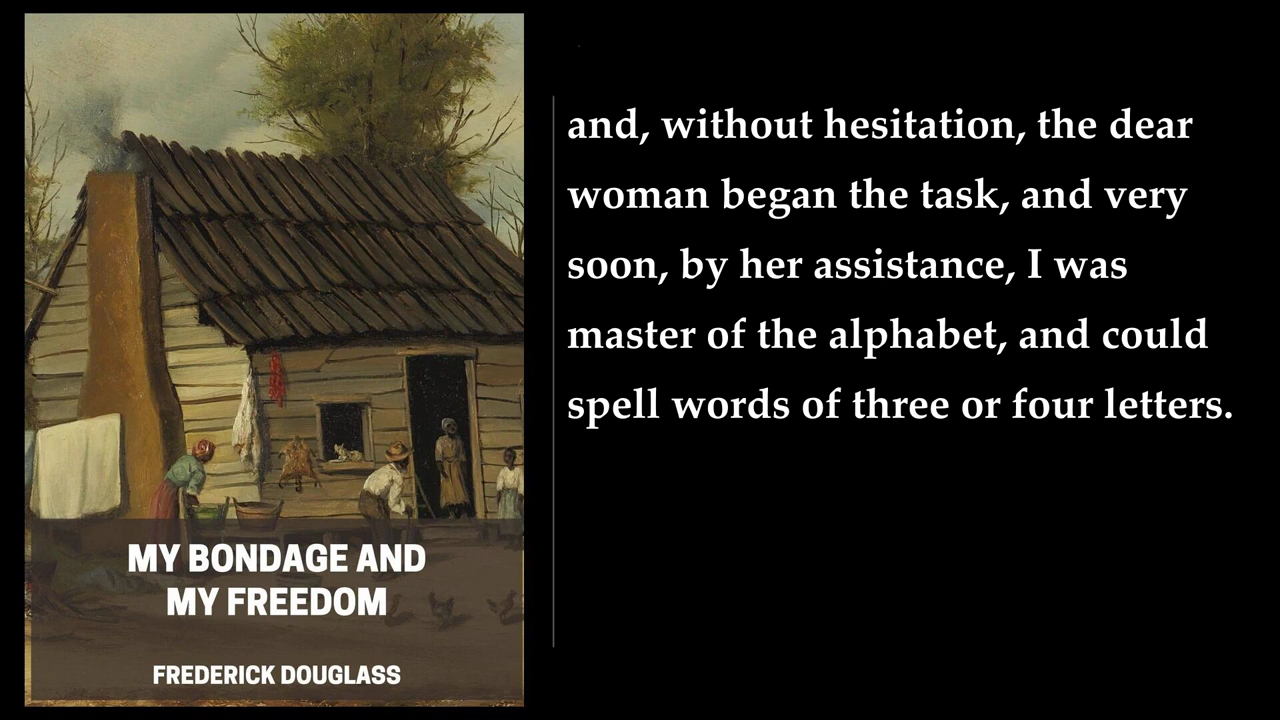 MY BONDAGE AND
MY FREEDOM
FREDERICK DOUGLASS
and, without hesitation, the dear
woman began the task, and very
soon, by her assistance, I was
master of the alphabet, and could
spell words of three or four letters.